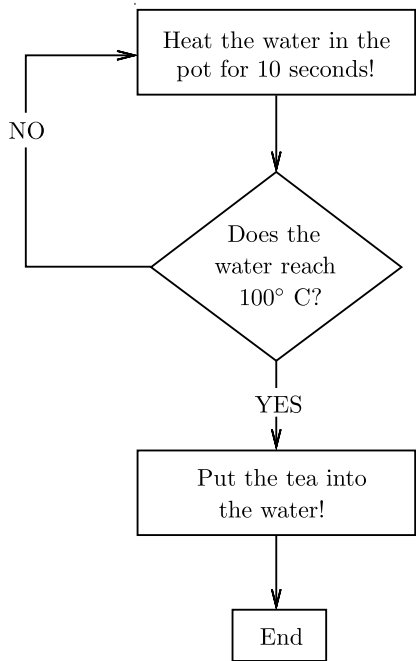 Heat the water in the
pot for 10 seconds!
NO
Does the
water reach
100° C?
YES
Put the tea into
the water!
End